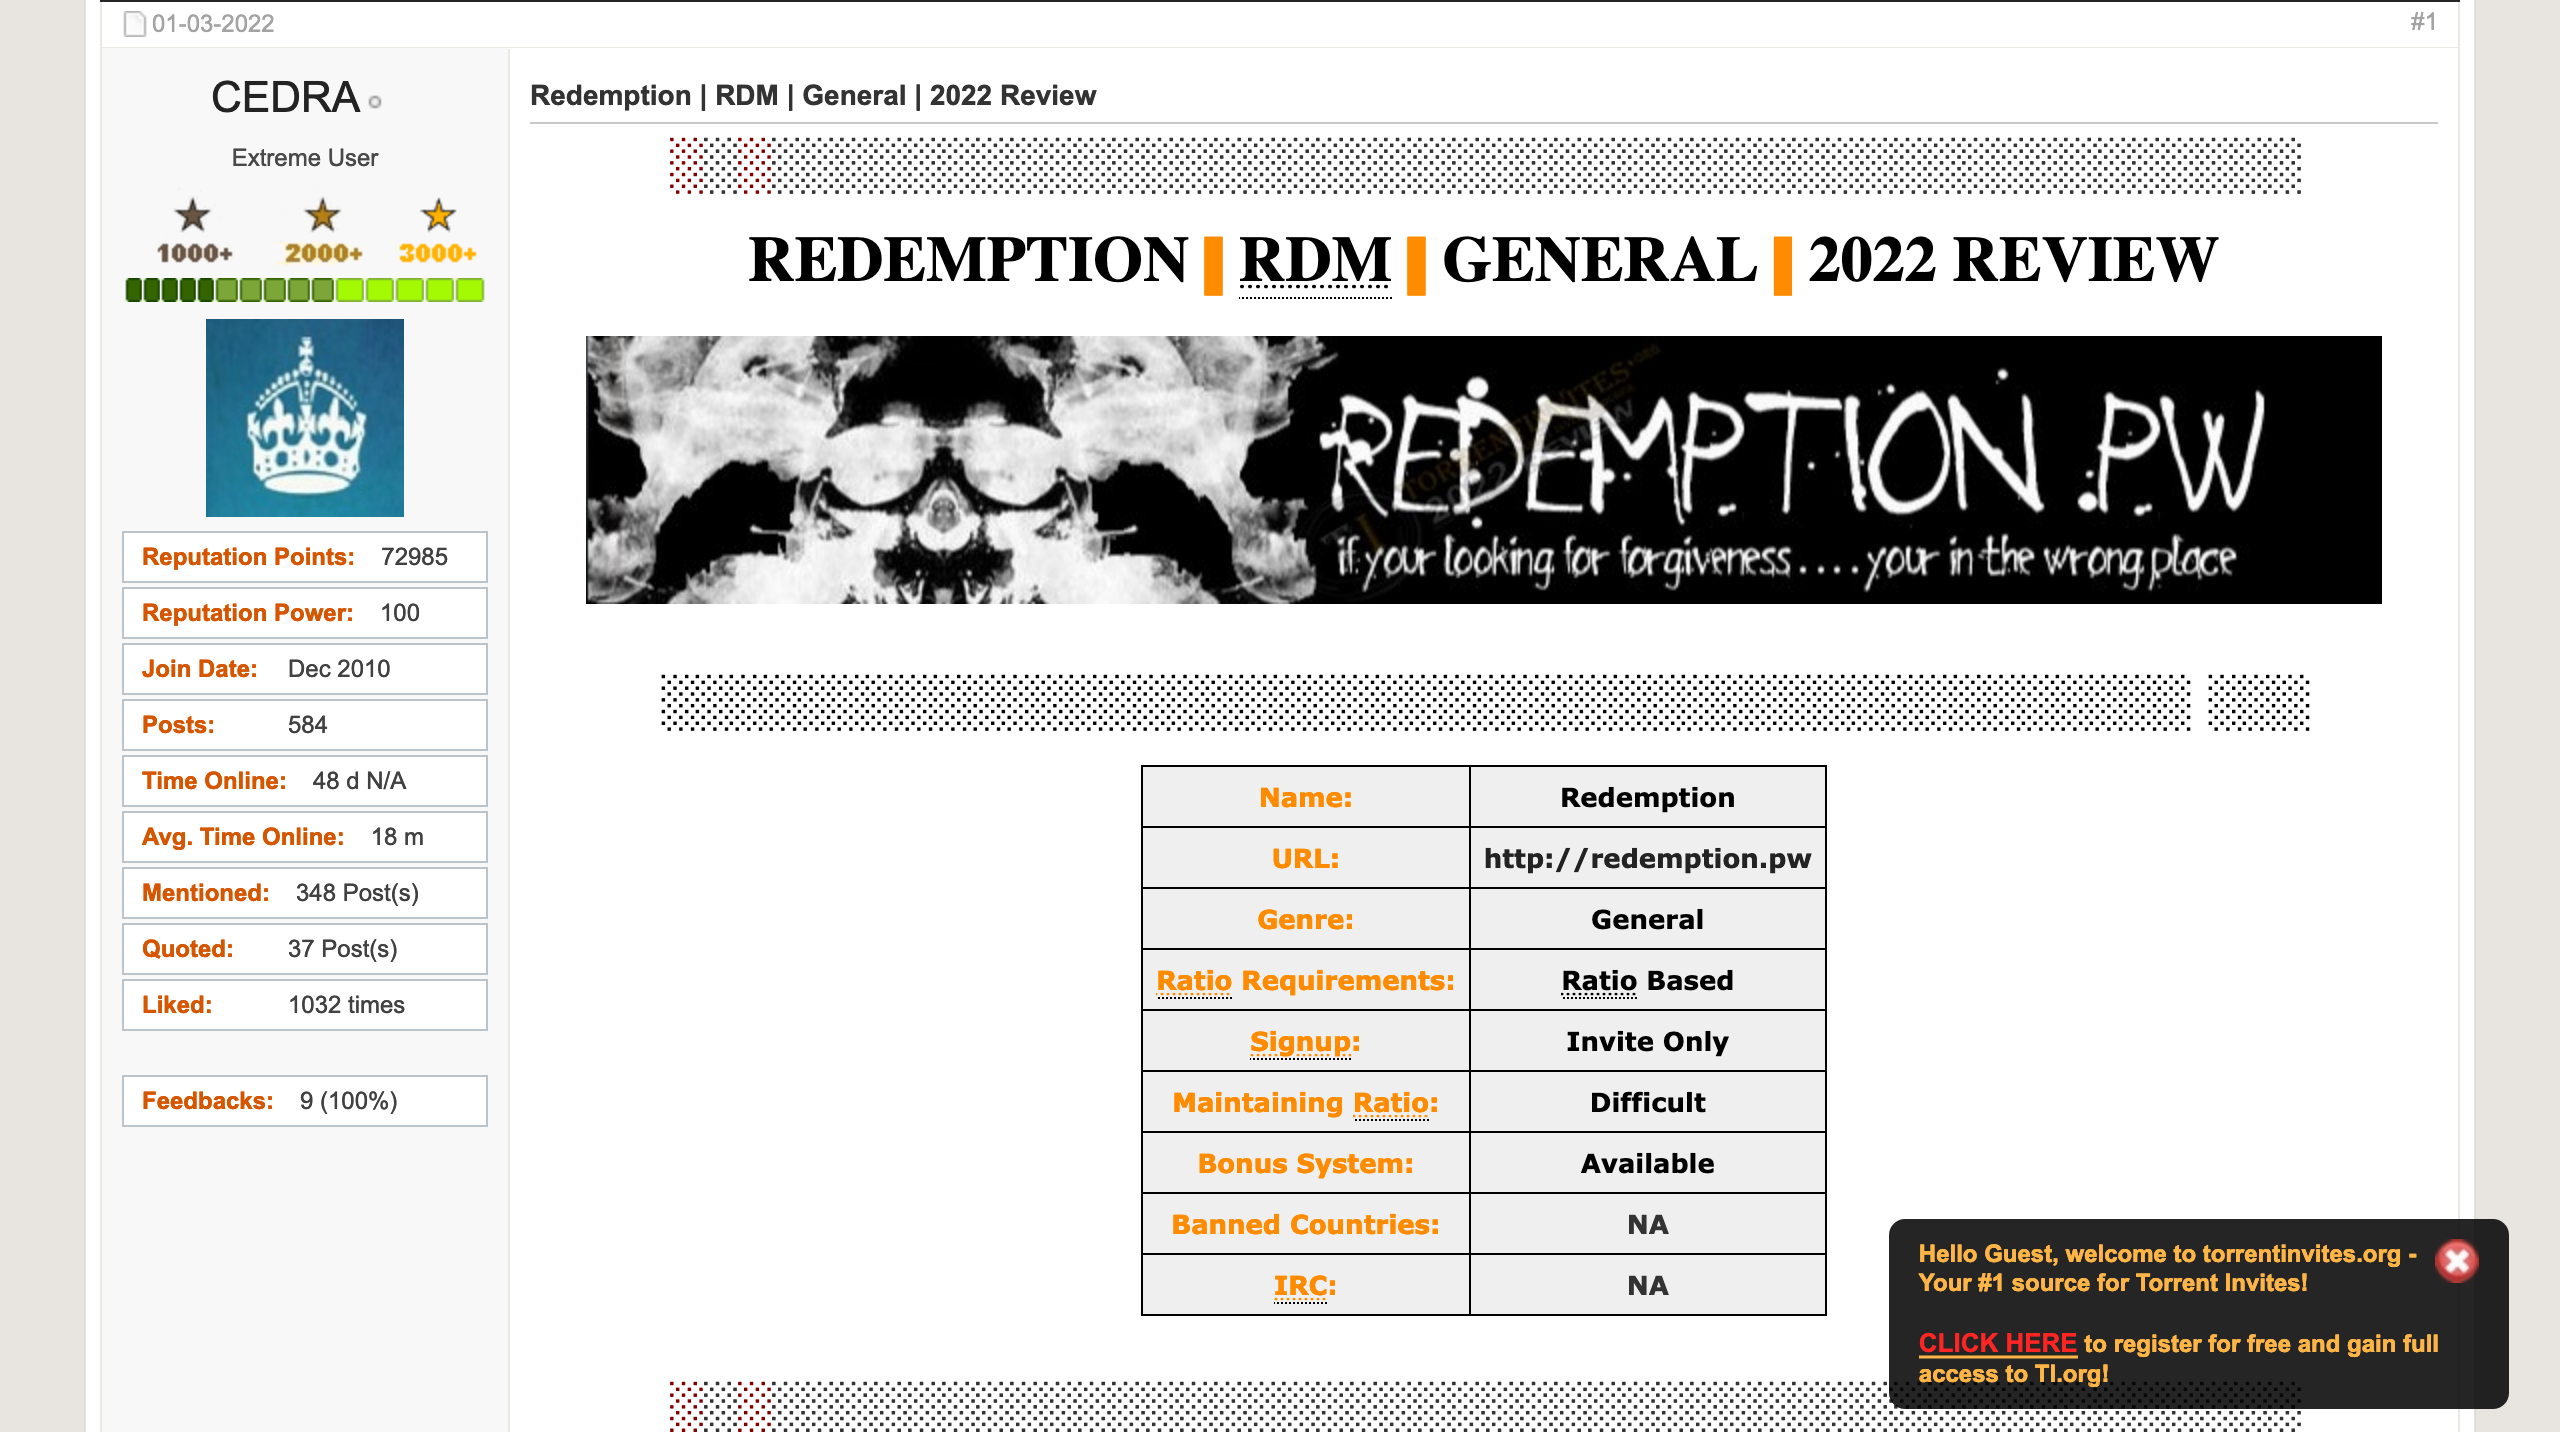 01-03-2022
#1
CEDRA
Extreme User
1000+ 2000+ 3000+
Reputation Points: 72985
Reputation Power: 100
Join Date: Dec 2010
Posts: 584
Time Online: 48 d N/A
Avg. Time Online: 18 m
Mentioned: 348 Post(s)
Quoted: 37 Post(s)
Liked: 1032 times
Feedbacks: 9 (100%)
Redemption | RDM | General | 2022 Review
REDEMPTION | RDM | GENERAL | 2022 REVIEW
REDEMPTION.PW
TORRENTINVITES.org
2022 REVIEW
TI
if your looking for forgiveness....your in the wrong place
Name: Redemption
URL: http://redemption.pw
Genre: General
Ratio Requirements: Ratio Based
Signup: Invite Only
Maintaining Ratio: Difficult
Bonus System: Available
Banned Countries: NA
IRC: NA
Hello Guest, welcome to torrentinvites.org -
Your #1 source for Torrent Invites!
CLICK HERE to register for free and gain full
access to TI.org!